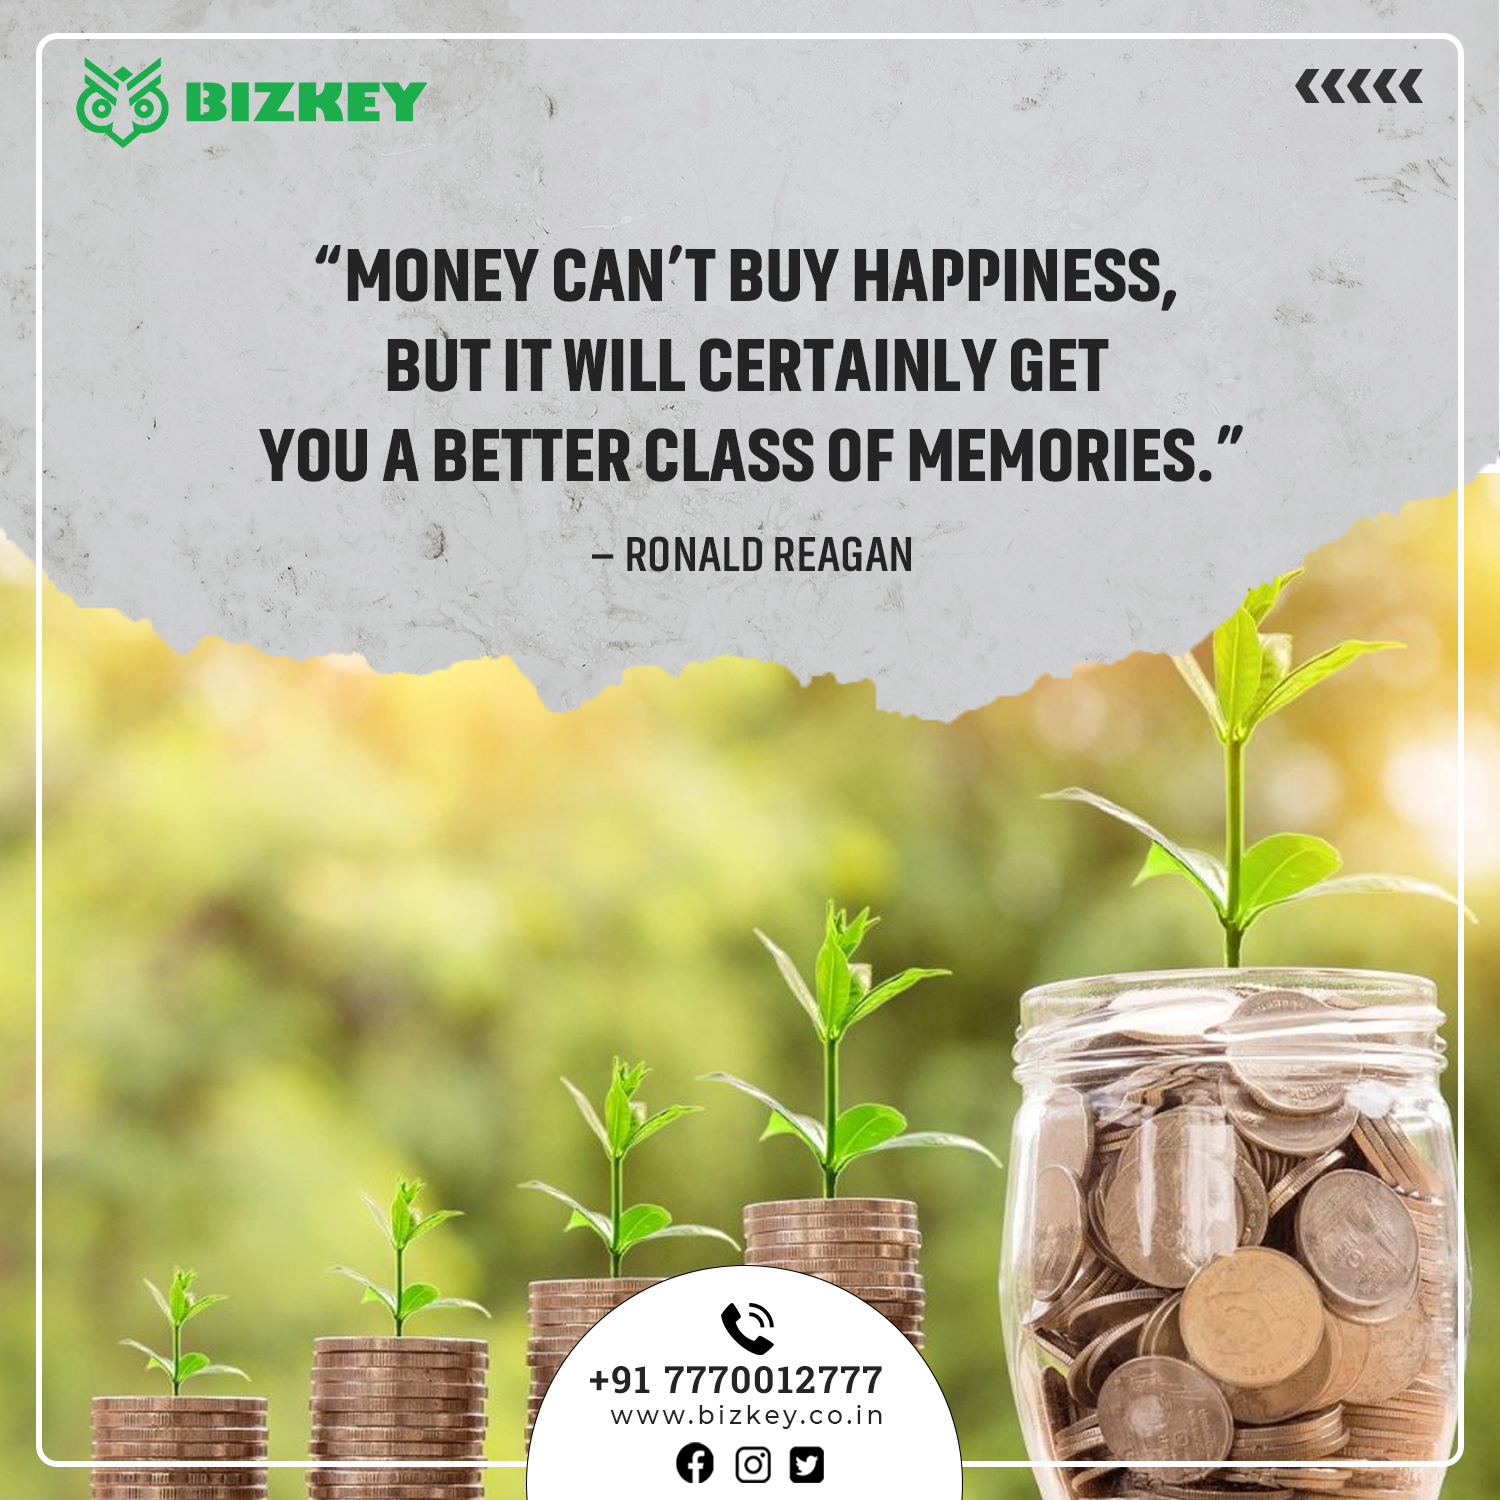 BIZKEY
“MONEY CAN’T BUY HAPPINESS,
BUT IT WILL CERTAINLY GET
YOU A BETTER CLASS OF MEMORIES.”
– RONALD REAGAN
+91 7770012777
www.bizkey.co.in